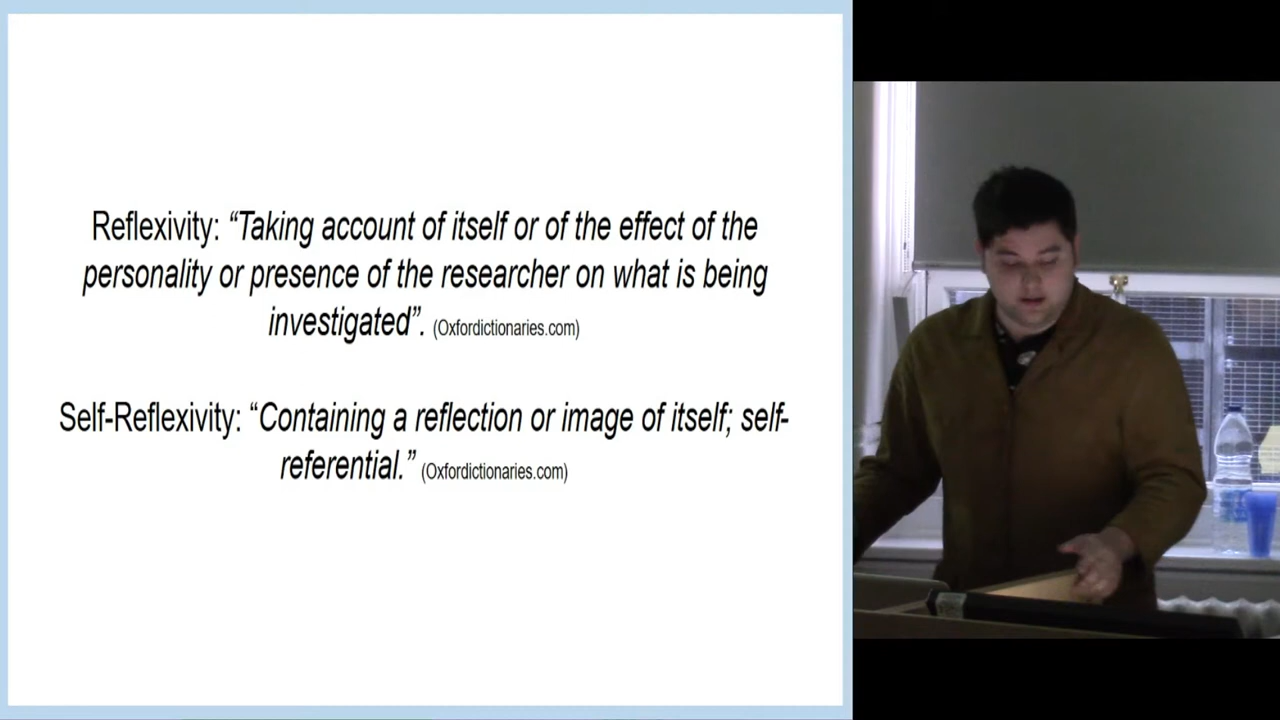 Reflexivity: “Taking account of itself or of the effect of the
personality or presence of the researcher on what is being
investigated”. (Oxfordictionaries.com)
Self-Reflexivity: “Containing a reflection or image of itself; self-
referential.” (Oxfordictionaries.com)